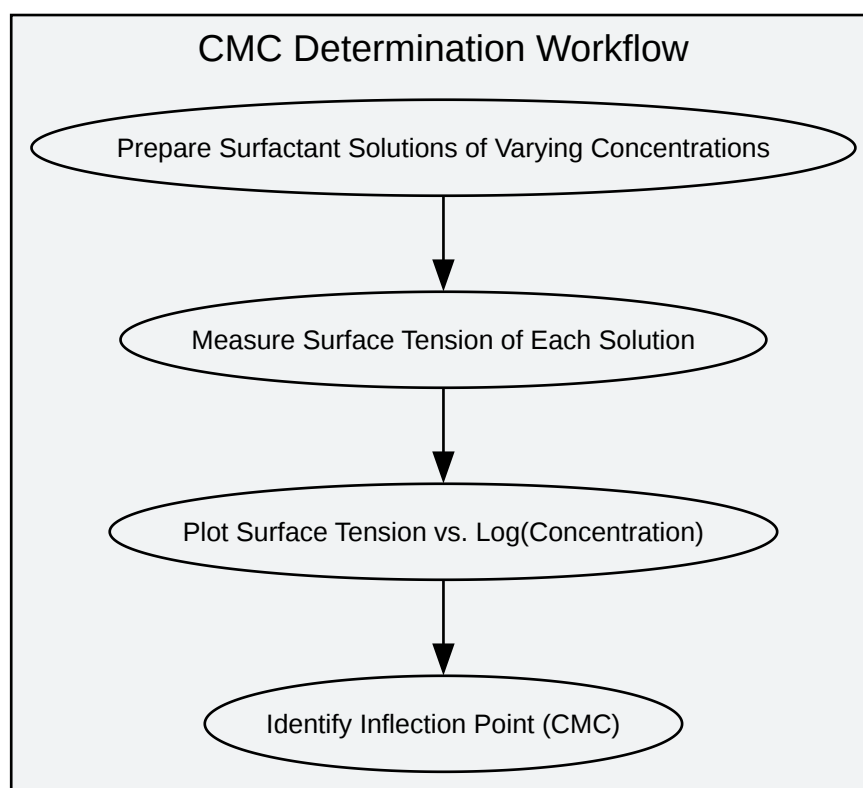 CMC Determination Workflow
Prepare Surfactant Solutions of Varying Concentrations
Measure Surface Tension of Each Solution
Plot Surface Tension vs. Log(Concentration)
Identify Inflection Point (CMC)